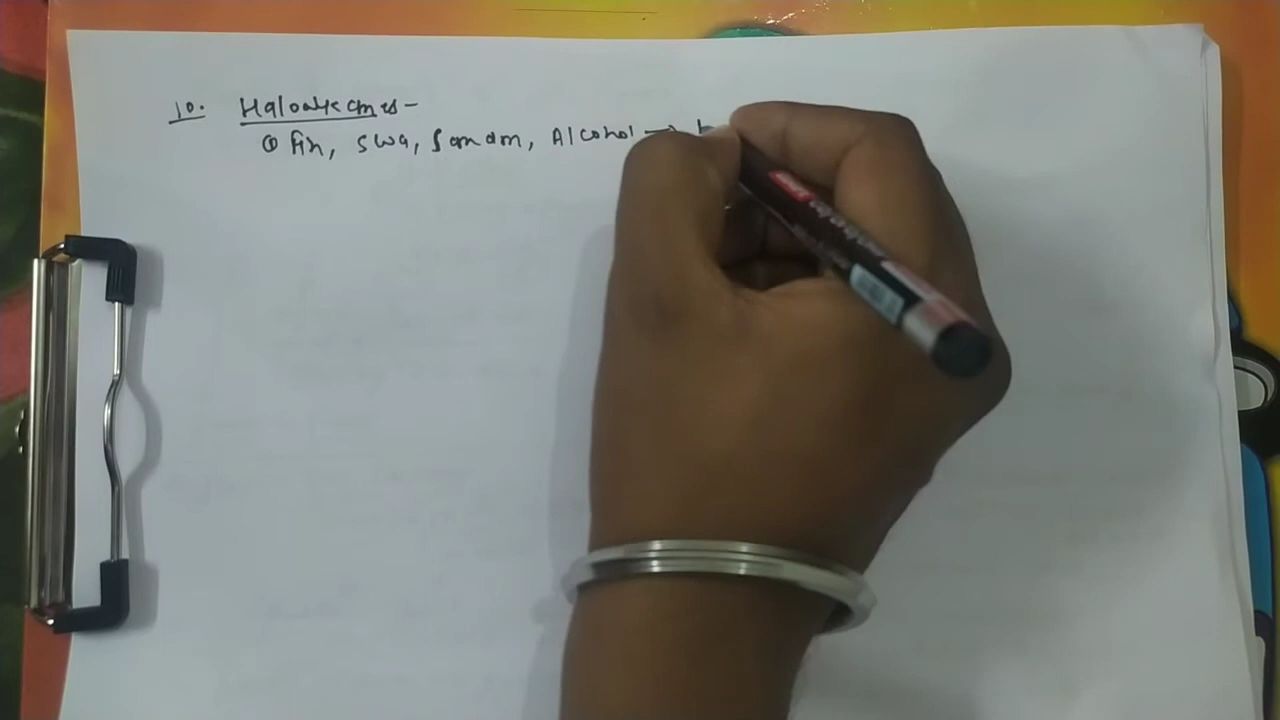 10. Haloalkanes-
① Fin, Swa, Sandm, Alcohol → h